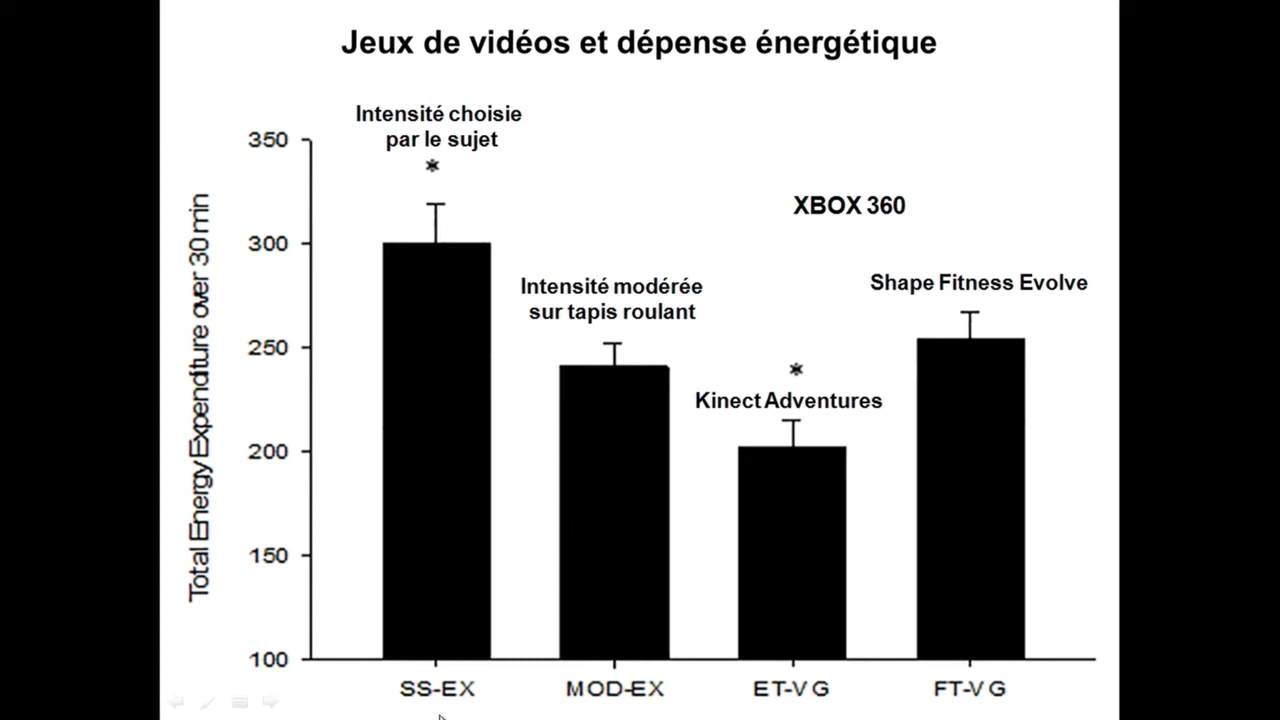 Jeux de vidéos et dépense énergétique
Intensité choisie
par le sujet
*
XBOX 360
Intensité modérée
sur tapis roulant
Shape Fitness Evolve
*
Kinect Adventures
Total Energy Expenditure over 30 min
350
300
250
200
150
100
SS-EX MOD-EX ET-VG FT-VG